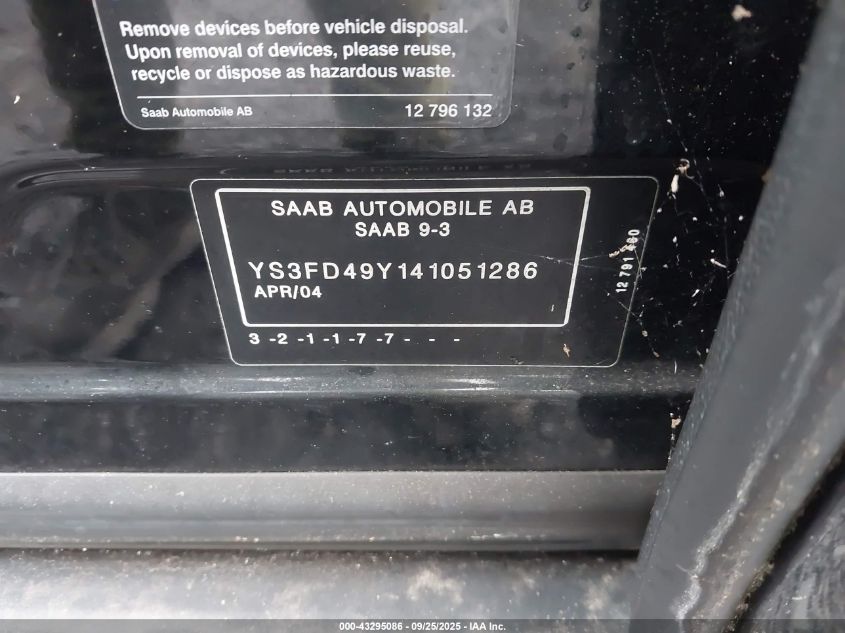 Remove devices before vehicle disposal.
Upon removal of devices, please reuse,
recycle or dispose as hazardous waste.
Saab Automobile AB 12 796 132
SAAB AUTOMOBILE AB
SAAB 9-3
YS3FD49Y141051286
APR/04
3 -2 -1 -1 -7 -7 - - -
12 791
000-43295086 - 09/25/2025 - IAA Inc.